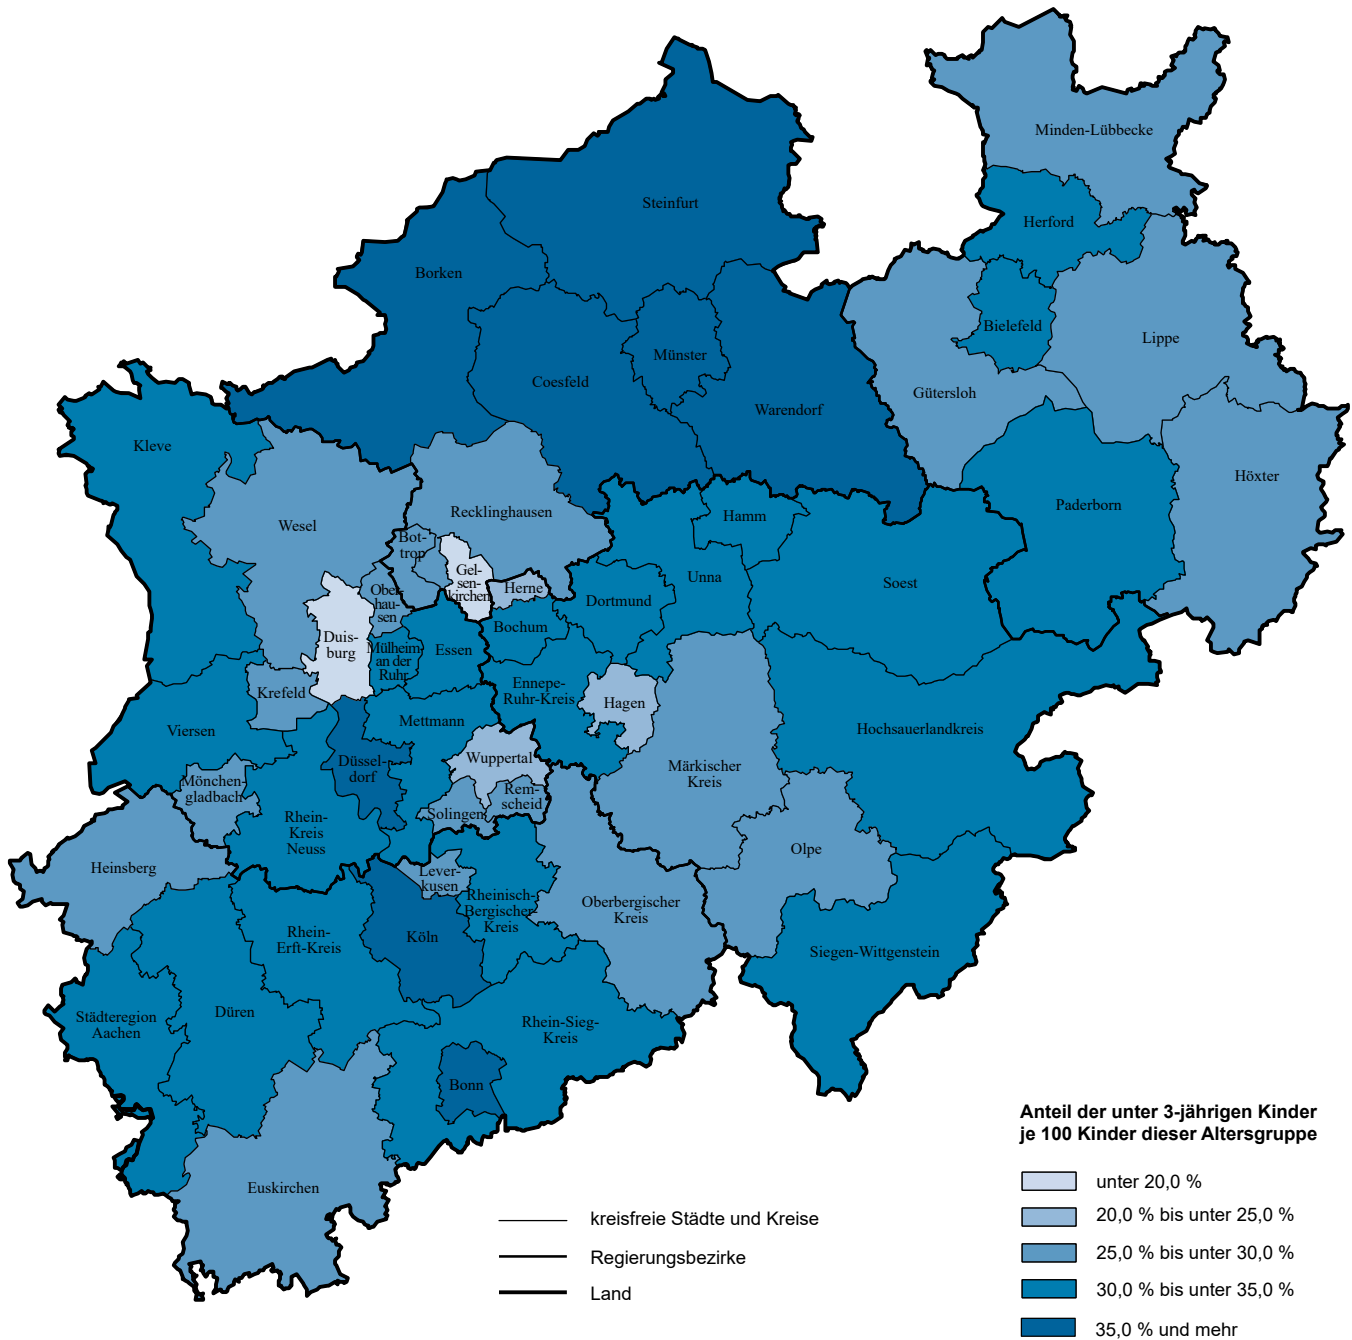 Minden-Lübbecke
Steinfurt
Herford
Borken
Bielefeld
Lippe
Münster
Coesfeld
Gütersloh
Warendorf
Kleve
Höxter
Paderborn
Recklinghausen
Hamm
Wesel
Bot-
trop
Gel-
sen-
kirchen
Herne
Unna
Soest
Ober-
hau-
sen
Dortmund
Bochum
Duis-
burg
Mülheim
an der
Ruhr
Essen
Ennepe-
Ruhr-Kreis
Krefeld
Hagen
Mettmann
Viersen
Hochsauerlandkreis
Wuppertal
Düssel-
dorf
Märkischer
Kreis
Mönchen-
gladbach
Rem-
scheid
Solingen
Rhein-
Kreis
Neuss
Olpe
Heinsberg
Lever-
kusen
Rheinisch-
Bergischer-
Kreis
Oberbergischer
Kreis
Köln
Rhein-
Erft-Kreis
Siegen-Wittgenstein
Städteregion
Aachen
Düren
Rhein-Sieg-
Kreis
Bonn
Euskirchen
Anteil der unter 3-jährigen Kinder
je 100 Kinder dieser Altersgruppe
unter 20,0 %
20,0 % bis unter 25,0 %
25,0 % bis unter 30,0 %
30,0 % bis unter 35,0 %
35,0 % und mehr
kreisfreie Städte und Kreise
Regierungsbezirke
Land